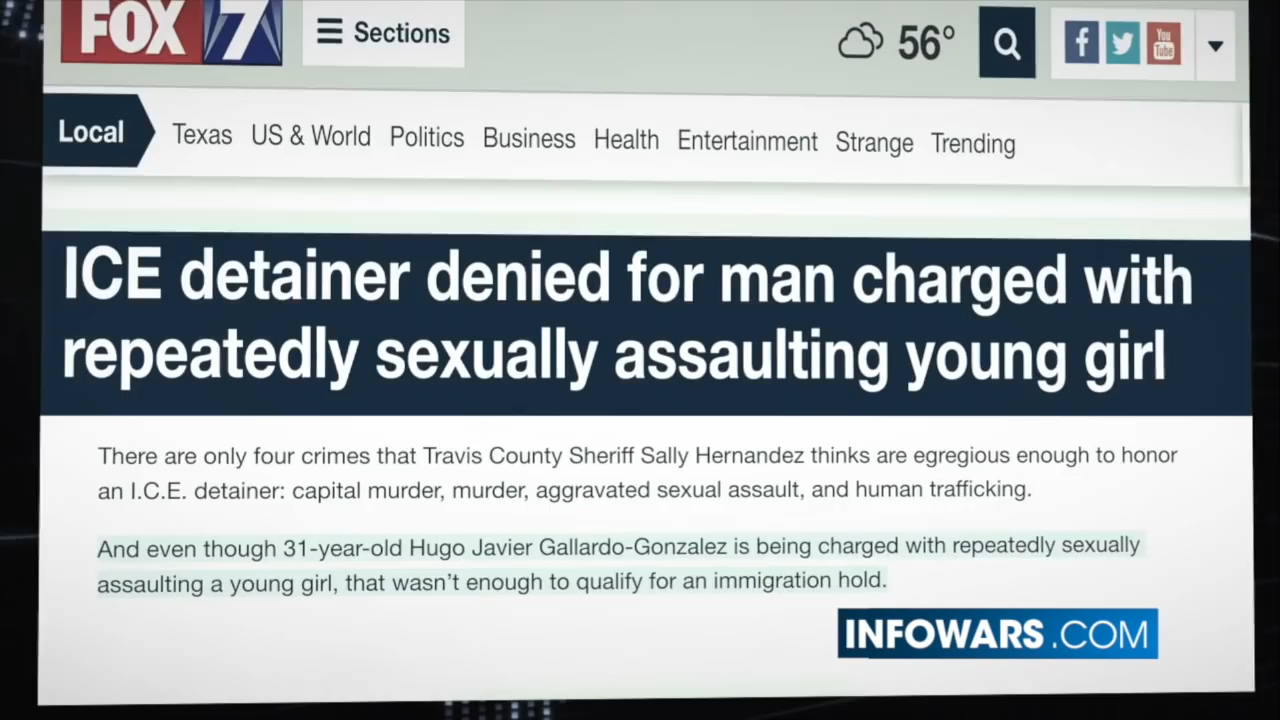 FOX 7
Sections
56°
f
You Tube
Local Texas US & World Politics Business Health Entertainment Strange Trending
ICE detainer denied for man charged with
repeatedly sexually assaulting young girl
There are only four crimes that Travis County Sheriff Sally Hernandez thinks are egregious enough to honor
an I.C.E. detainer: capital murder, murder, aggravated sexual assault, and human trafficking.
And even though 31-year-old Hugo Javier Gallardo-Gonzalez is being charged with repeatedly sexually
assaulting a young girl, that wasn't enough to qualify for an immigration hold.
INFOWARS.COM